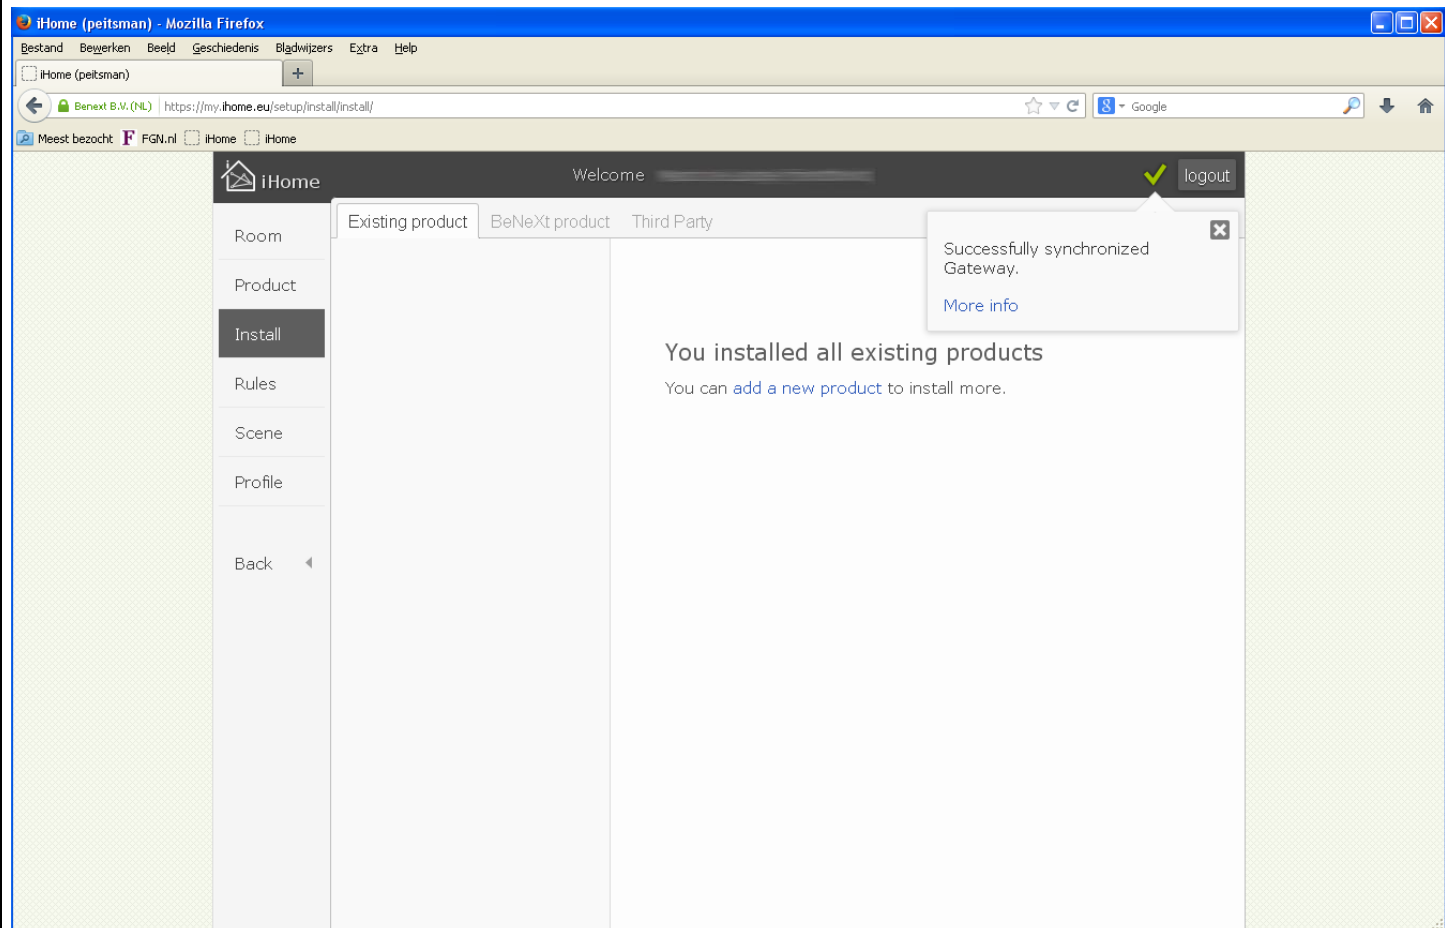 iHome (peitsman) - Mozilla Firefox
Bestand Bewerken Beeld Geschiedenis Bladwijzers Extra Help
iHome (peitsman) +
Benext B.V. (NL) https://my.ihome.eu/setup/install/install/ 8 Google
Meest bezocht F FGN.nl iHome iHome
iHome Welcome logout
Existing product BeNeXt product Third Party
Room
Product
Install
Rules
Scene
Profile
Back
Successfully synchronized
Gateway.
More info
You installed all existing products
You can add a new product to install more.